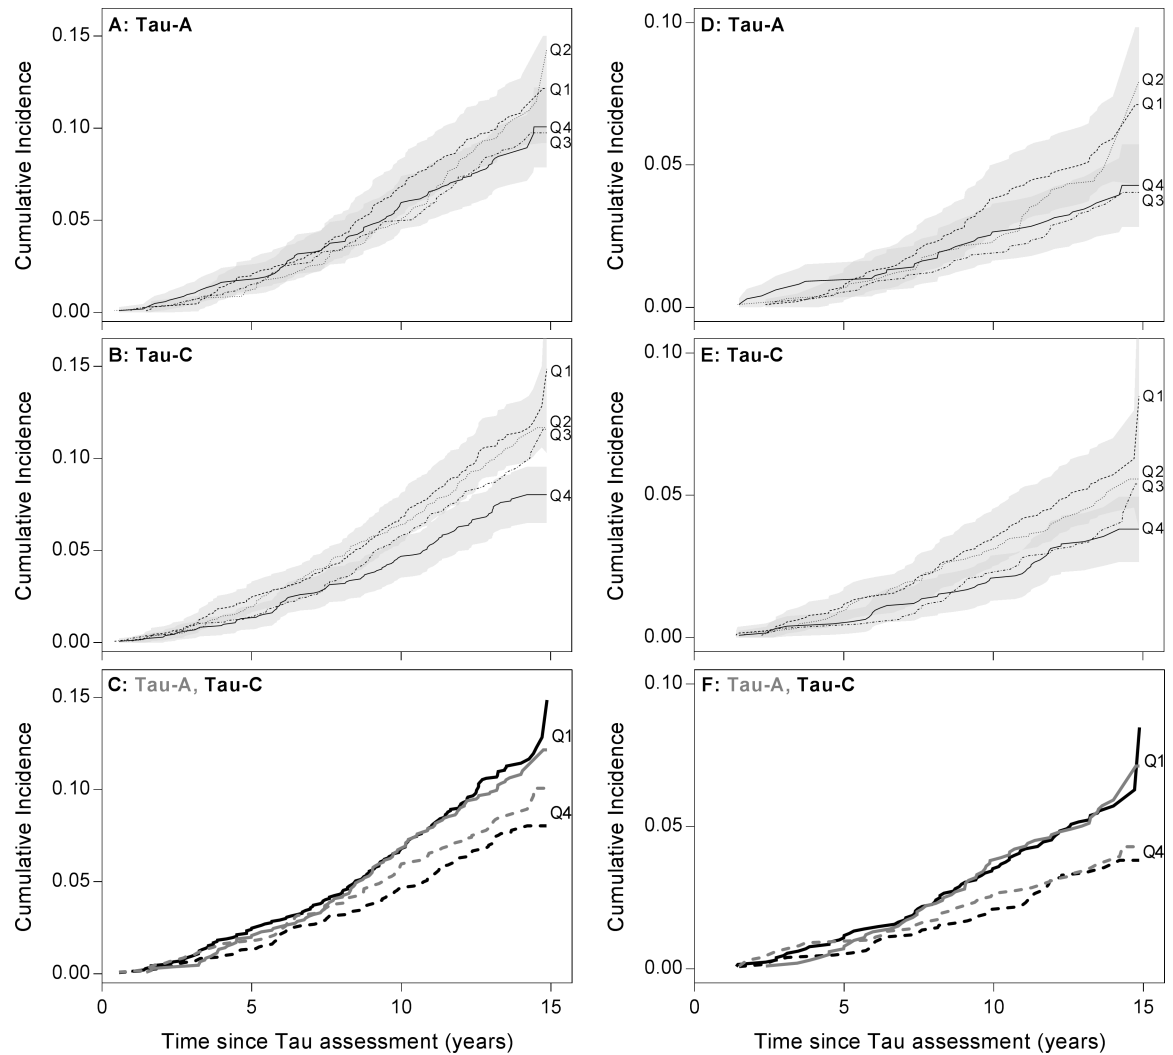 A: Tau-A
Cumulative Incidence
0.15
0.10
0.05
0.00
Q2
Q1
Q4
Q3
D: Tau-A
Cumulative Incidence
0.10
0.05
0.00
Q2
Q1
Q4
Q3
B: Tau-C
Cumulative Incidence
0.15
0.10
0.05
0.00
Q1
Q2
Q3
Q4
E: Tau-C
Cumulative Incidence
0.10
0.05
0.00
Q1
Q2
Q3
Q4
C: Tau-A, Tau-C
Cumulative Incidence
0.15
0.10
0.05
0.00
Q1
Q4
0 5 10 15
Time since Tau assessment (years)
F: Tau-A, Tau-C
Cumulative Incidence
0.10
0.05
0.00
Q1
Q4
0 5 10 15
Time since Tau assessment (years)